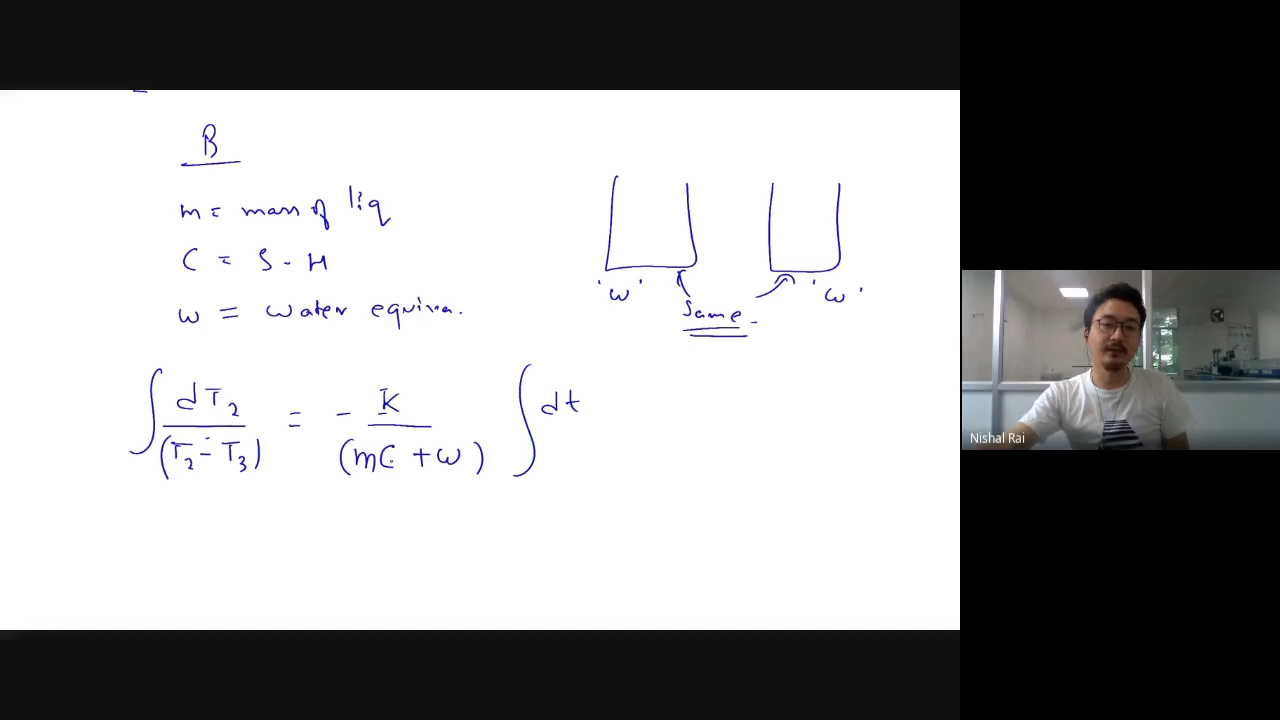 B
m = mass of liq
C = S-H
w = water equiva.
'w' 'w'
Same -
∫ dT₂ / (T₂ - T₃) = - K / (mC + w) ∫ dt
Nishal Rai